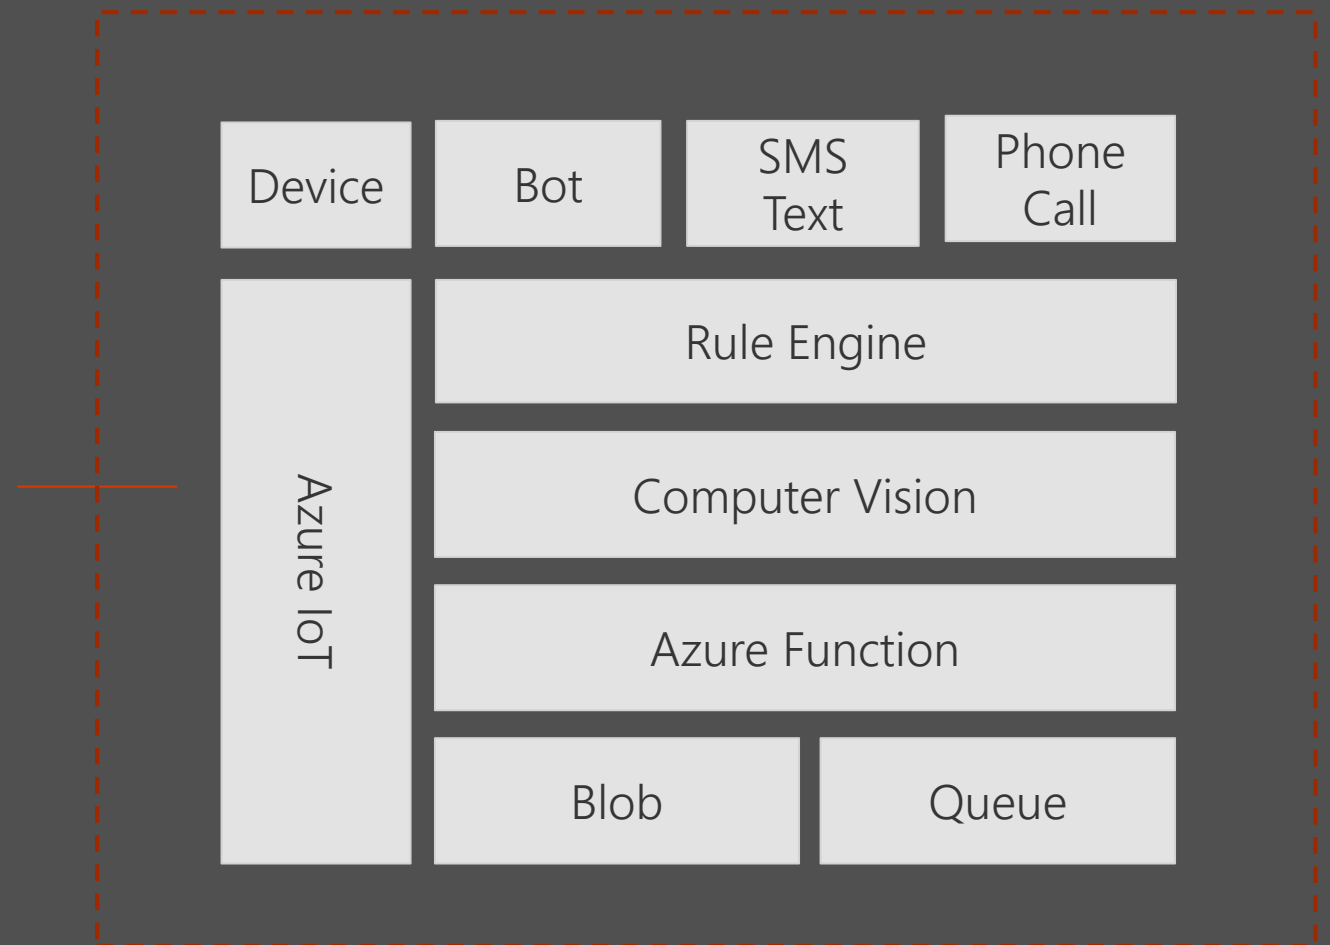 Device
Bot
SMS
Text
Phone
Call
Rule Engine
Azure IoT
Computer Vision
Azure Function
Blob
Queue